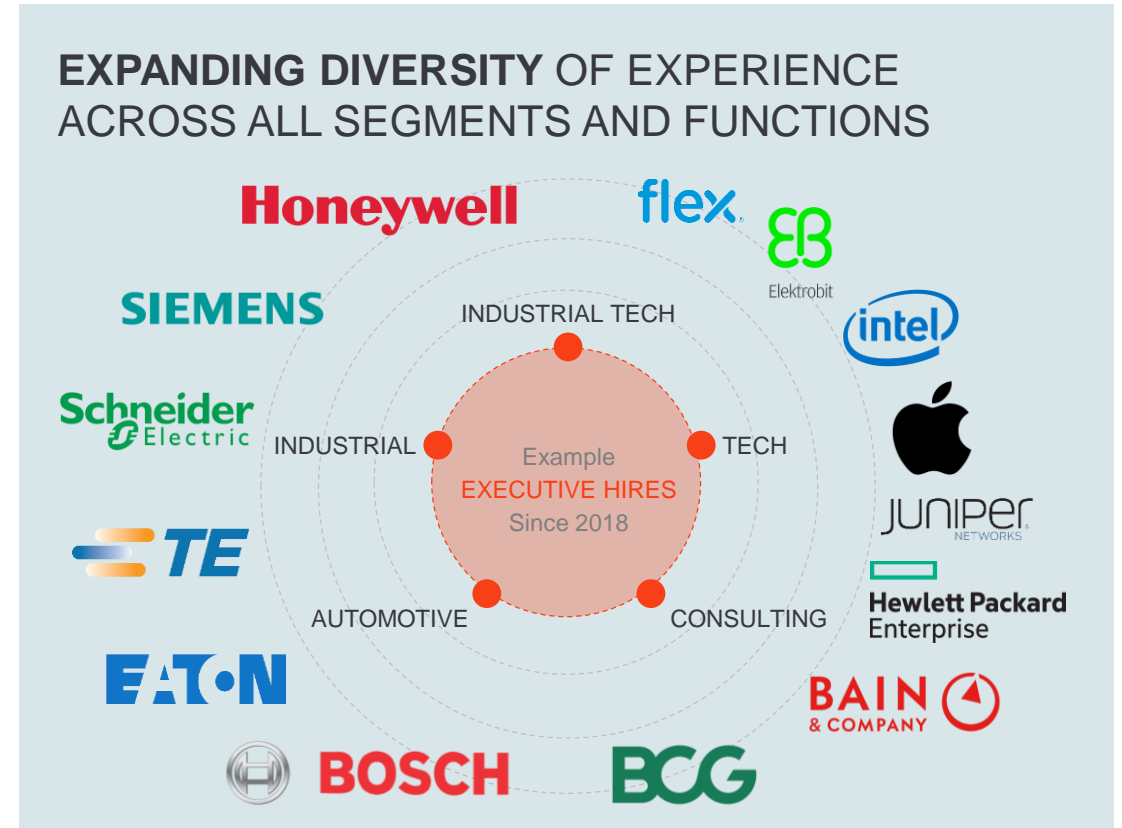 EXPANDING DIVERSITY OF EXPERIENCE
ACROSS ALL SEGMENTS AND FUNCTIONS
Honeywell
flex
EB
Elektrobit
SIEMENS
INDUSTRIAL TECH
intel
Schneider
Electric
INDUSTRIAL
TECH
Example
EXECUTIVE HIRES
Since 2018
JUNIPEr
NETWORKS
TE
Hewlett Packard
Enterprise
AUTOMOTIVE
CONSULTING
EATON
BAIN
& COMPANY
BOSCH
BCG